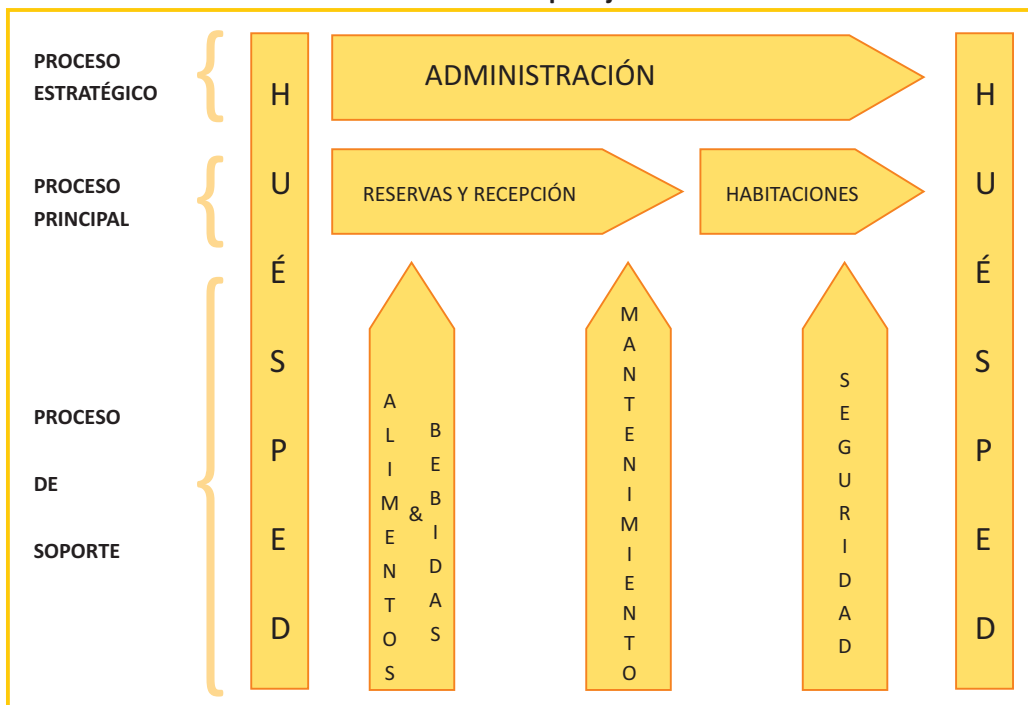 PROCESO
ESTRATÉGICO
HUÉSPED
ADMINISTRACIÓN
HUÉSPED
PROCESO
PRINCIPAL
RESERVAS Y RECEPCIÓN
HABITACIONES
PROCESO
DE
SOPORTE
ALIMENTOS
&
BEBIDAS
MANTENIMIENTO
SEGURIDAD